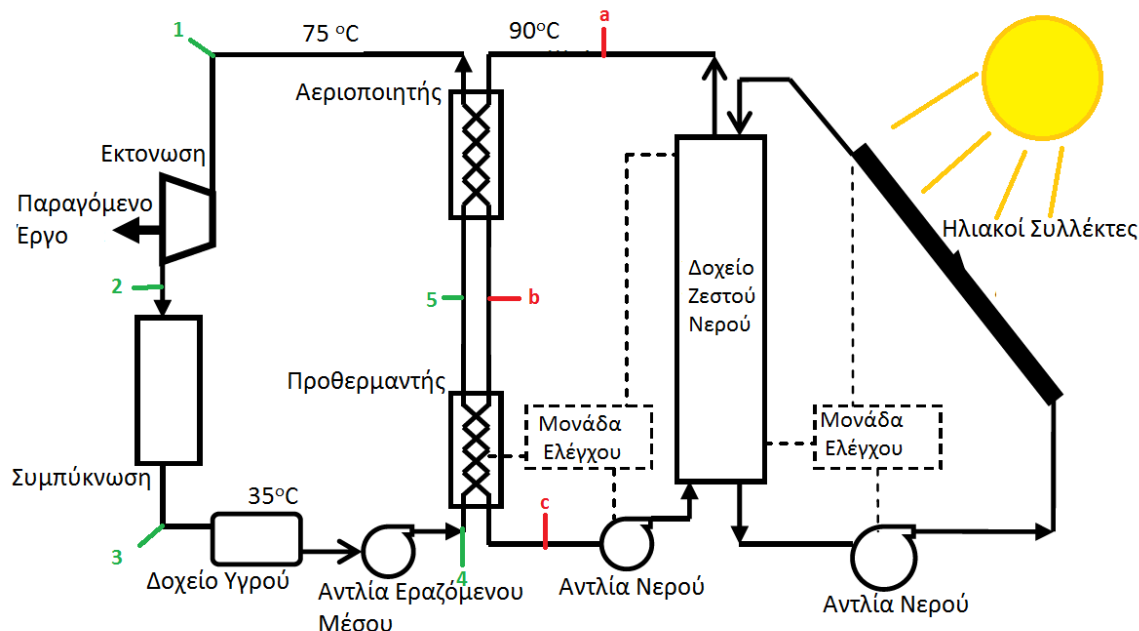 1
75 °C
90°C
a
Αεριοποιητής
Εκτονωση
Παραγόμενο
Έργο
Ηλιακοί Συλλέκτες
2
5
b
Δοχείο
Ζεστού
Νερού
Προθερμαντής
Μονάδα
Ελέγχου
Μονάδα
Ελέγχου
Συμπύκνωση
35°C
c
3
4
Δοχείο Υγρού
Αντλία Εραζόμενου
Μέσου
Αντλία Νερού
Αντλία Νερού